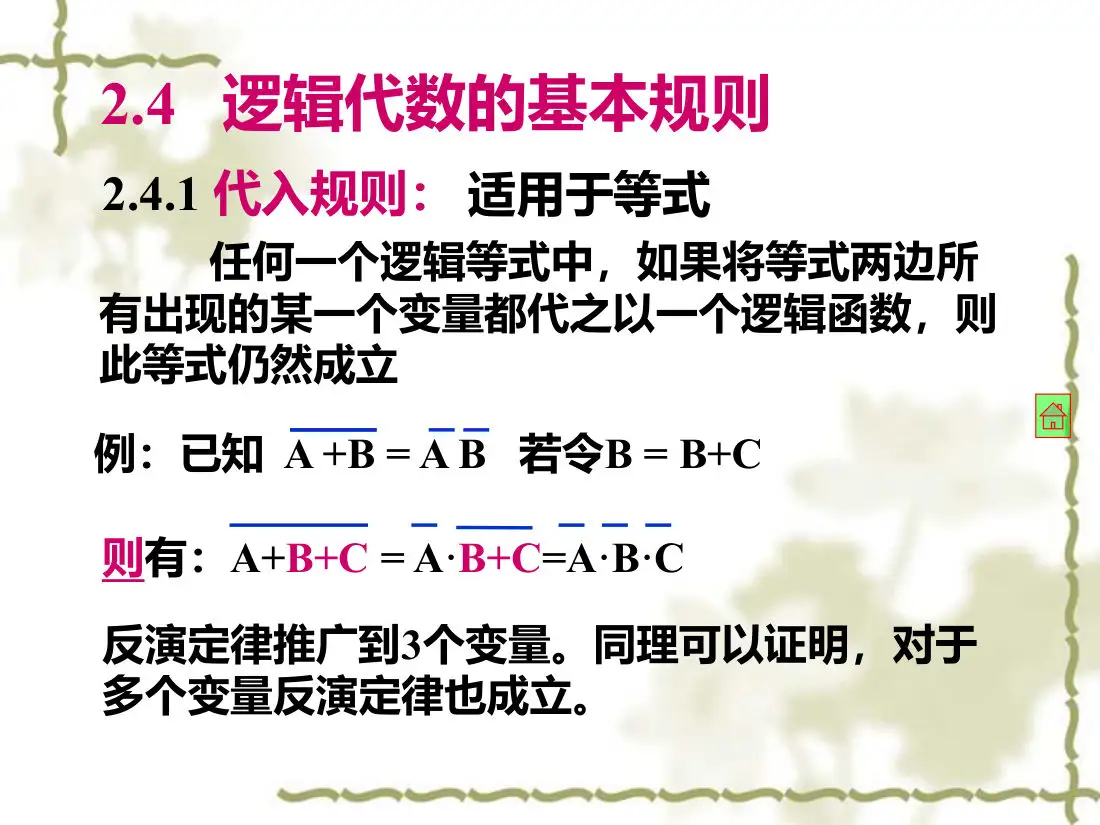 2.4 逻辑代数的基本规则
2.4.1 代入规则： 适用于等式
任何一个逻辑等式中，如果将等式两边所
有出现的某一个变量都代之以一个逻辑函数，则
此等式仍然成立
例：已知 A̅ ̅+̅B̅ = A̅ B̅ 若令B = B+C
则有：A̅+̅B̅+̅C̅ = A̅·B̅+̅C̅=A̅·B̅·C̅
反演定律推广到3个变量。同理可以证明，对于
多个变量反演定律也成立。